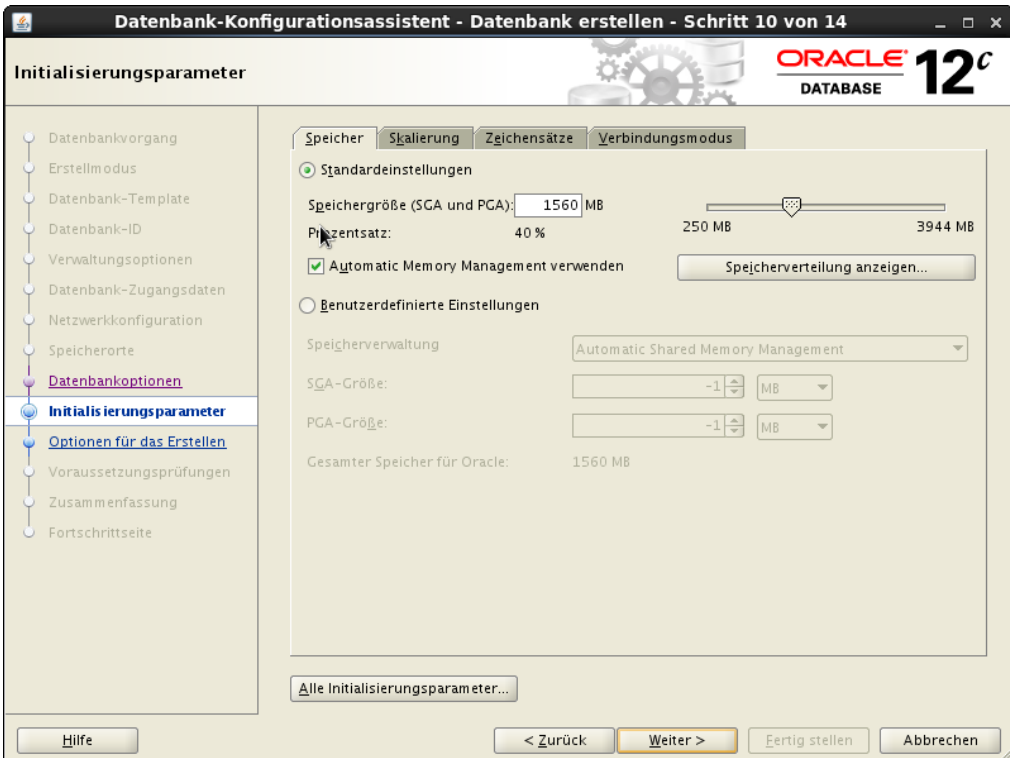 Datenbank-Konfigurationsassistent - Datenbank erstellen - Schritt 10 von 14
Initialisierungsparameter
ORACLE
DATABASE
12c
Datenbankvorgang
Erstellmodus
Datenbank-Template
Datenbank-ID
Verwaltungsoptionen
Datenbank-Zugangsdaten
Netzwerkkonfiguration
Speicherorte
Datenbankoptionen
Initialisierungsparameter
Optionen für das Erstellen
Voraussetzungsprüfungen
Zusammenfassung
Fortschrittseite
Speicher Skalierung Zeichensätze Verbindungsmodus
Standardeinstellungen
Speichergröße (SGA und PGA): 1560 MB
250 MB 3944 MB
Prozentsatz: 40 %
Automatic Memory Management verwenden Speicherverteilung anzeigen...
Benutzerdefinierte Einstellungen
Speicherverwaltung Automatic Shared Memory Management
SGA-Größe: -1 MB
PGA-Größe: -1 MB
Gesamter Speicher für Oracle: 1560 MB
Alle Initialisierungsparameter...
Hilfe < Zurück Weiter > Fertig stellen Abbrechen